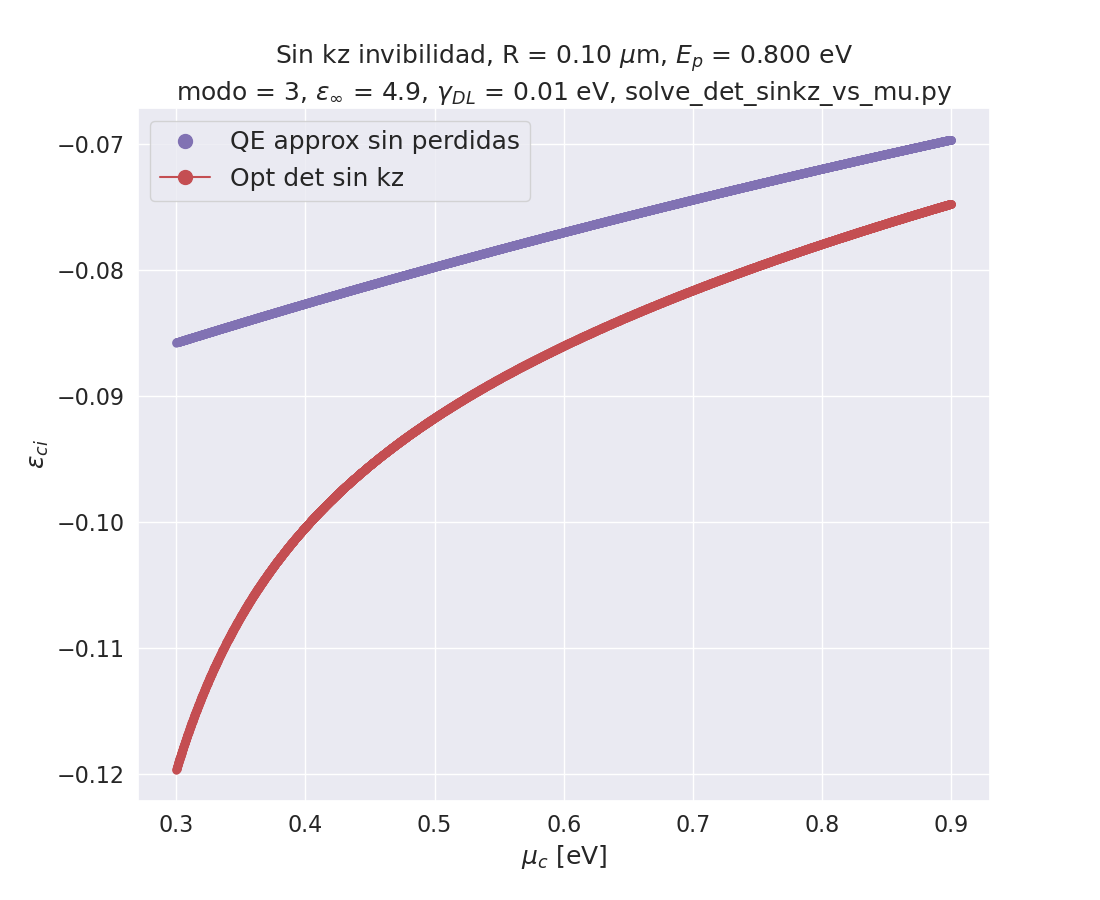 Sin kz invibilidad, R = 0.10 μm, E_p = 0.800 eV
modo = 3, ε_∞ = 4.9, γ_DL = 0.01 eV, solve_det_sinkz_vs_mu.py
QE approx sin perdidas
Opt det sin kz
−0.07
−0.08
−0.09
−0.10
−0.11
−0.12
ε_ci
0.3 0.4 0.5 0.6 0.7 0.8 0.9
μ_c [eV]